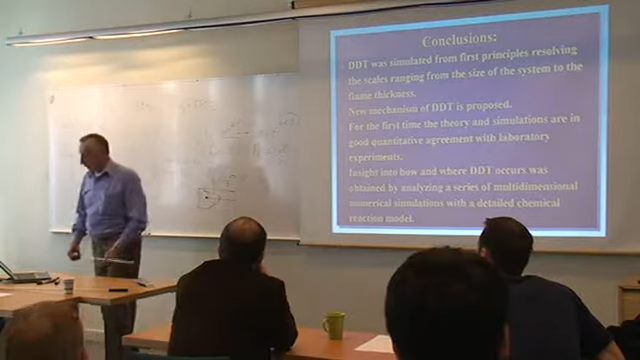 Conclusions:
DDT was simulated from first principles resolving
the scales ranging from the size of the system to the
flame thickness.
New mechanism of DDT is proposed.
For the first time the theory and simulations are in
good quantitative agreement with laboratory
experiments.
Insight into how and where DDT occurs was
obtained by analyzing a series of multidimensional
numerical simulations with a detailed chemical
reaction model.